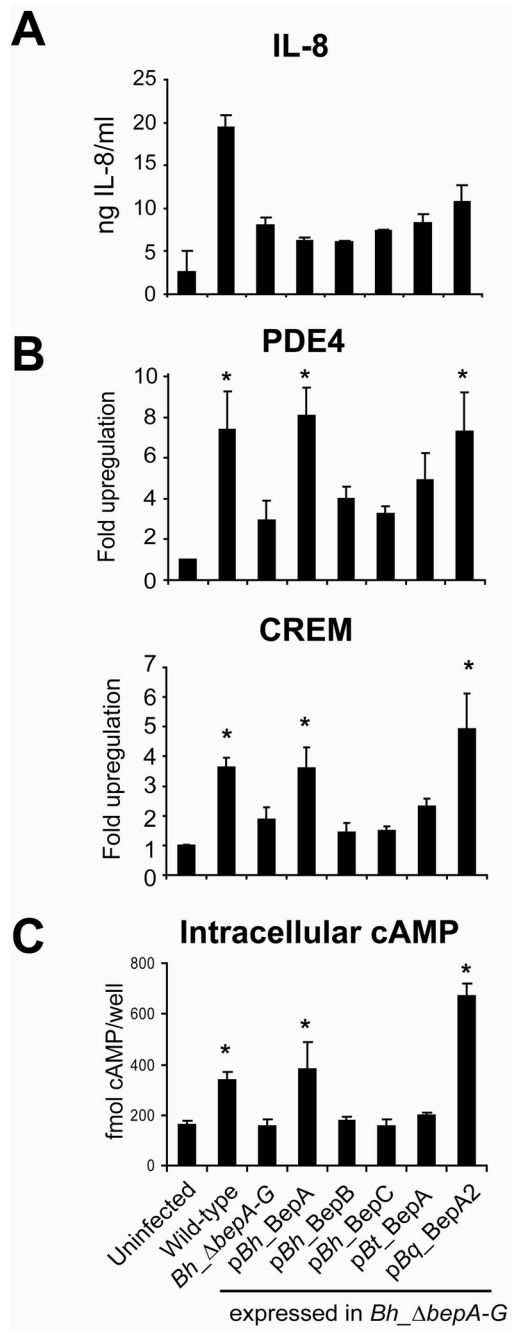 A
IL-8
ng IL-8/ml
25
20
15
10
5
0
B
PDE4
Fold upregulation
10
8
6
4
2
0
* * *
CREM
Fold upregulation
7
6
5
4
3
2
1
0
* * *
C
Intracellular cAMP
fmol cAMP/well
800
600
400
200
0
* * *
Uninfected
Wild-type
Bh_ΔbepA-G
pBh_BepA
pBh_BepB
pBh_BepC
pBt_BepA
pBq_BepA2
expressed in Bh_ΔbepA-G